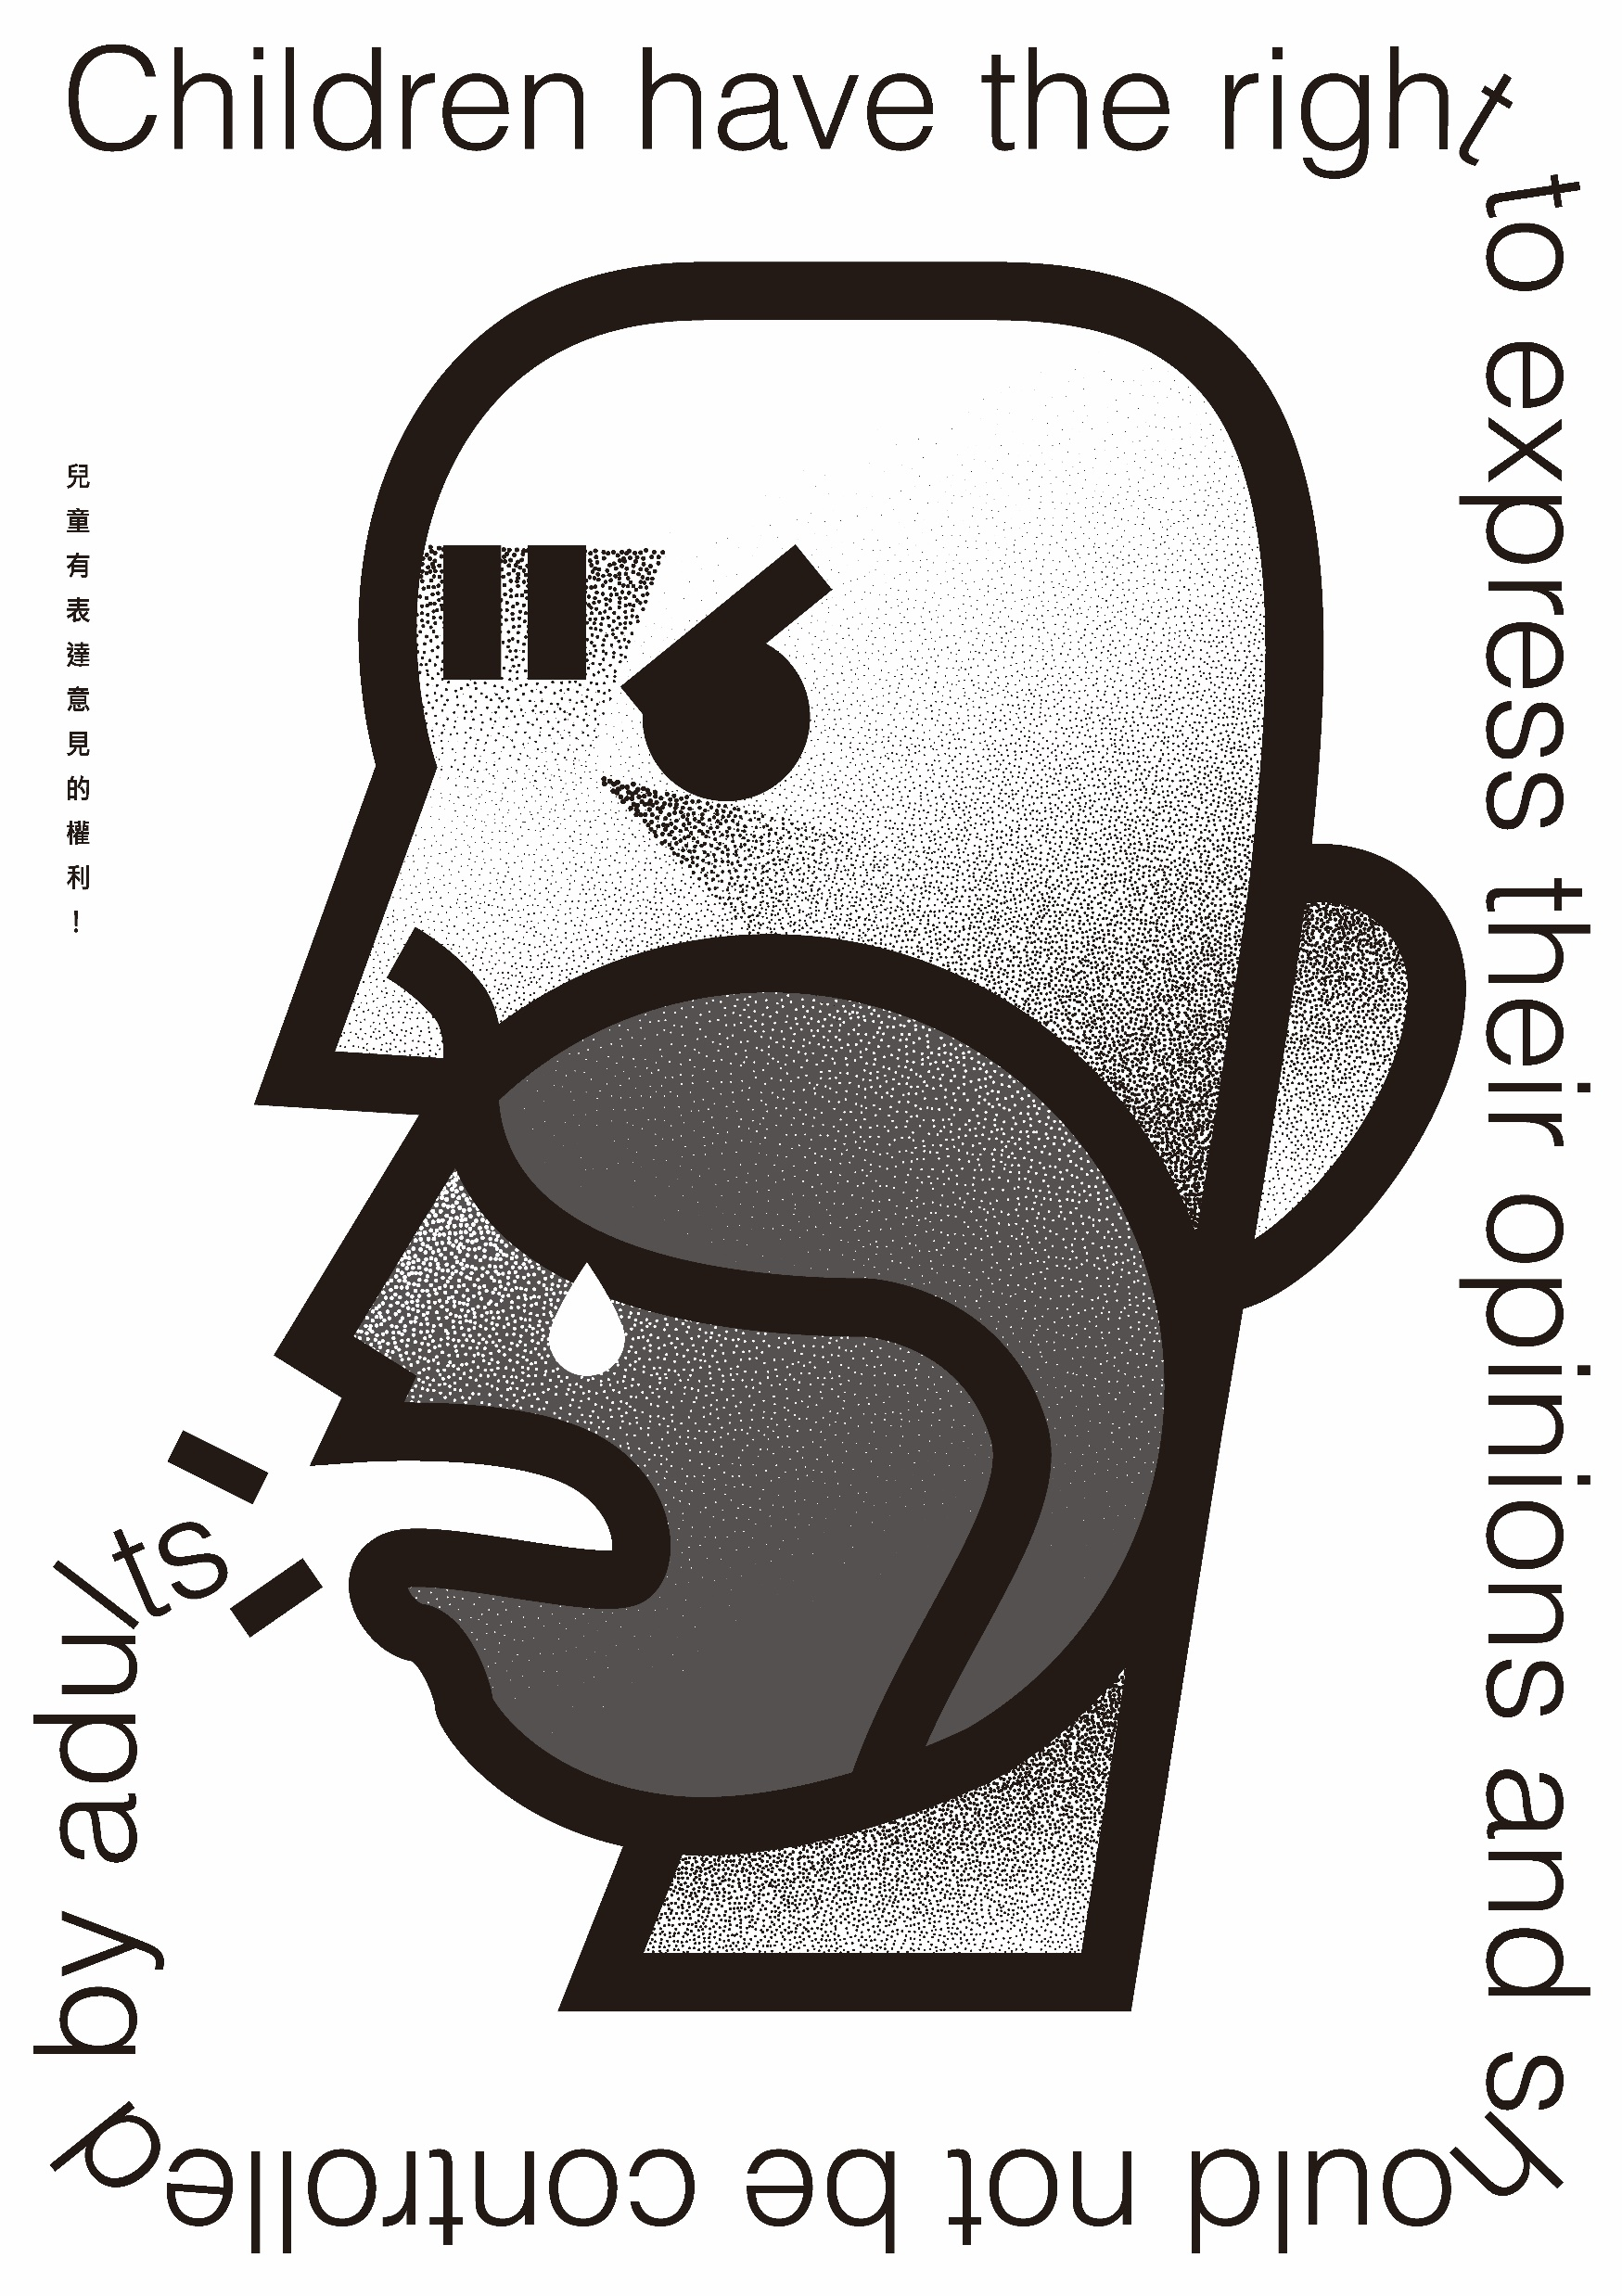 Children have the right to express their opinions and should not be controlled by adults
兒童有表達意見的權利!